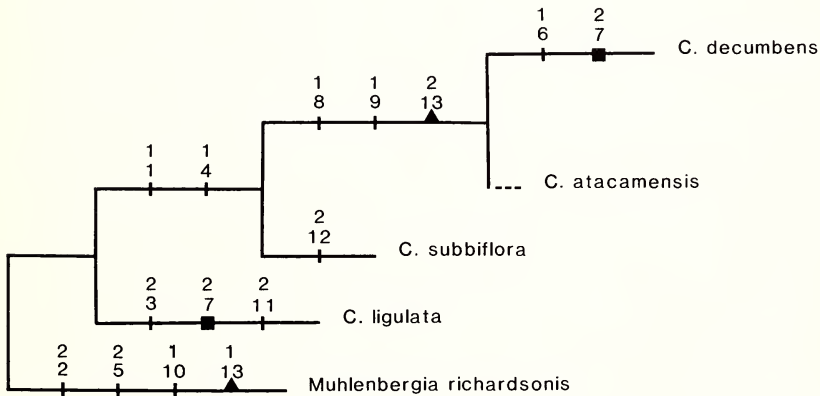 1 2
6 7
C. decumbens
1 1 2
8 9 13
1 1
1 4
C. atacamensis
2
12
C. subbiflora
2 2 2
3 7 11
C. ligulata
2 2 1 1
2 5 10 13
Muhlenbergia richardsonis